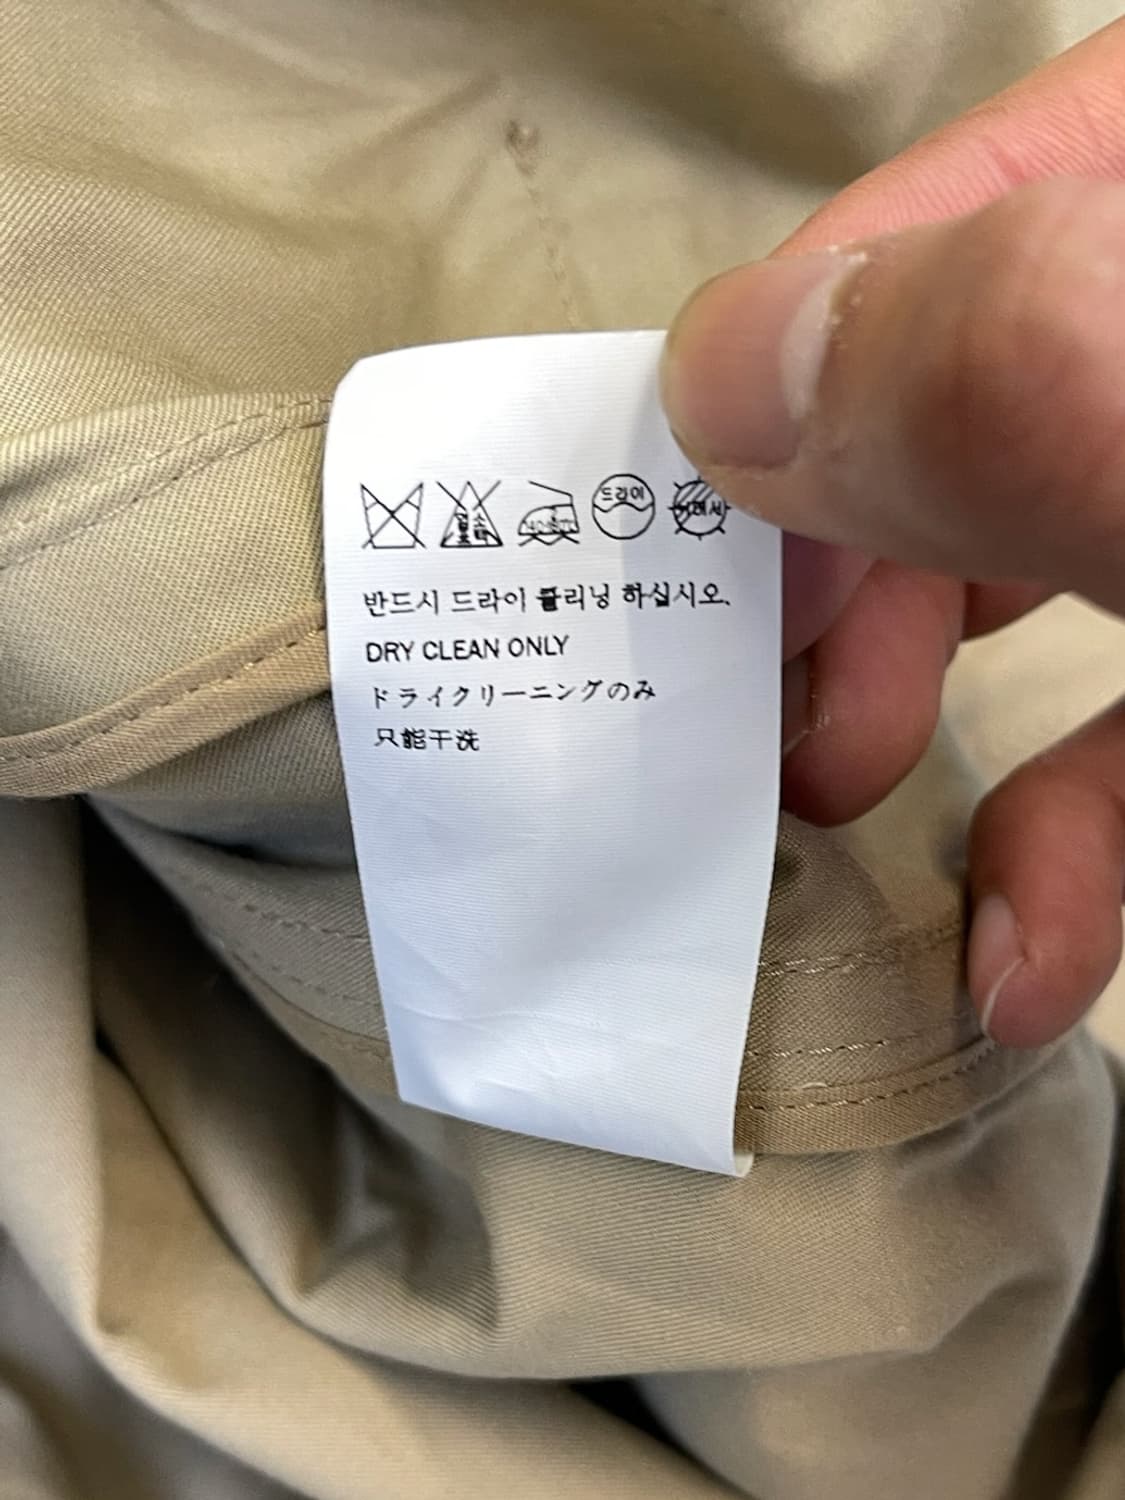 드라이
반드시 드라이 클리닝 하십시오.
DRY CLEAN ONLY
ドライクリーニングのみ
只能干洗